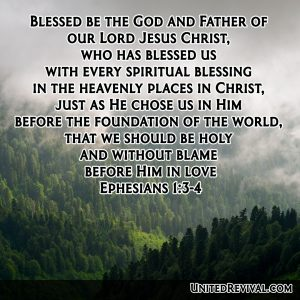 Blessed be the God and Father of
our Lord Jesus Christ,
who has blessed us
with every spiritual blessing
in the heavenly places in Christ,
just as He chose us in Him
before the foundation of the world,
that we should be holy
and without blame
before Him in love
Ephesians 1:3-4
UnitedRevival.com